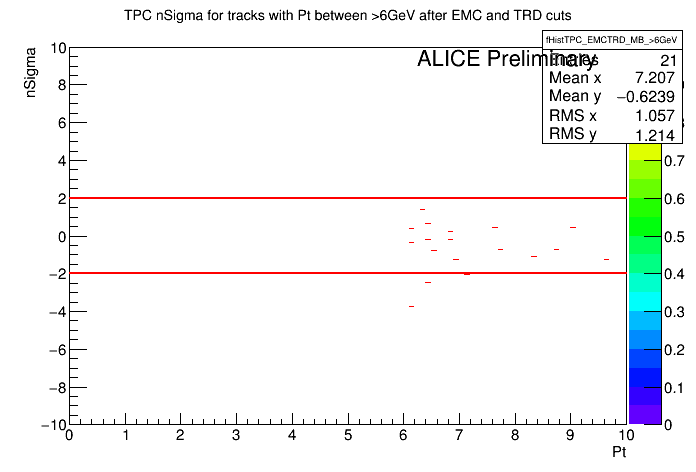 TPC nSigma for tracks with Pt between >6GeV after EMC and TRD cuts
nSigma
10
8
6
4
2
0
−2
−4
−6
−8
−10
ALICE Preliminary
fHistTPC_EMCTRD_MB_>6GeV
Entries 21
Mean x 7.207
Mean y −0.6239
RMS x 1.057
RMS y 1.214
0.7
0.6
0.5
0.4
0.3
0.2
0.1
0
0 1 2 3 4 5 6 7 8 9 10
Pt